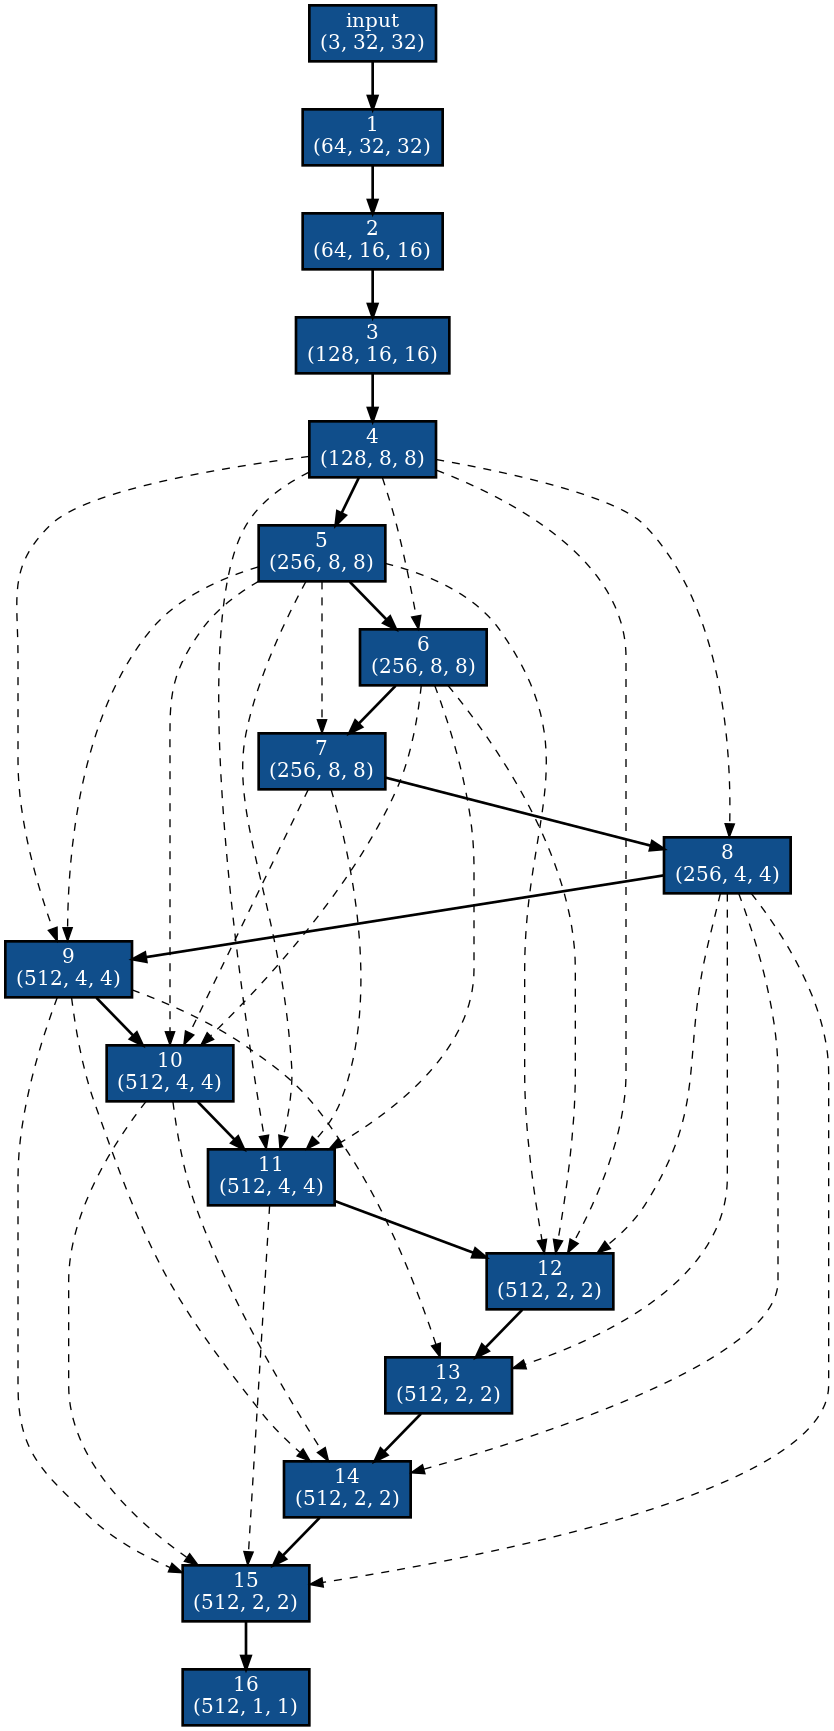 input
(3, 32, 32)
1
(64, 32, 32)
2
(64, 16, 16)
3
(128, 16, 16)
4
(128, 8, 8)
5
(256, 8, 8)
6
(256, 8, 8)
7
(256, 8, 8)
8
(256, 4, 4)
9
(512, 4, 4)
10
(512, 4, 4)
11
(512, 4, 4)
12
(512, 2, 2)
13
(512, 2, 2)
14
(512, 2, 2)
15
(512, 2, 2)
16
(512, 1, 1)